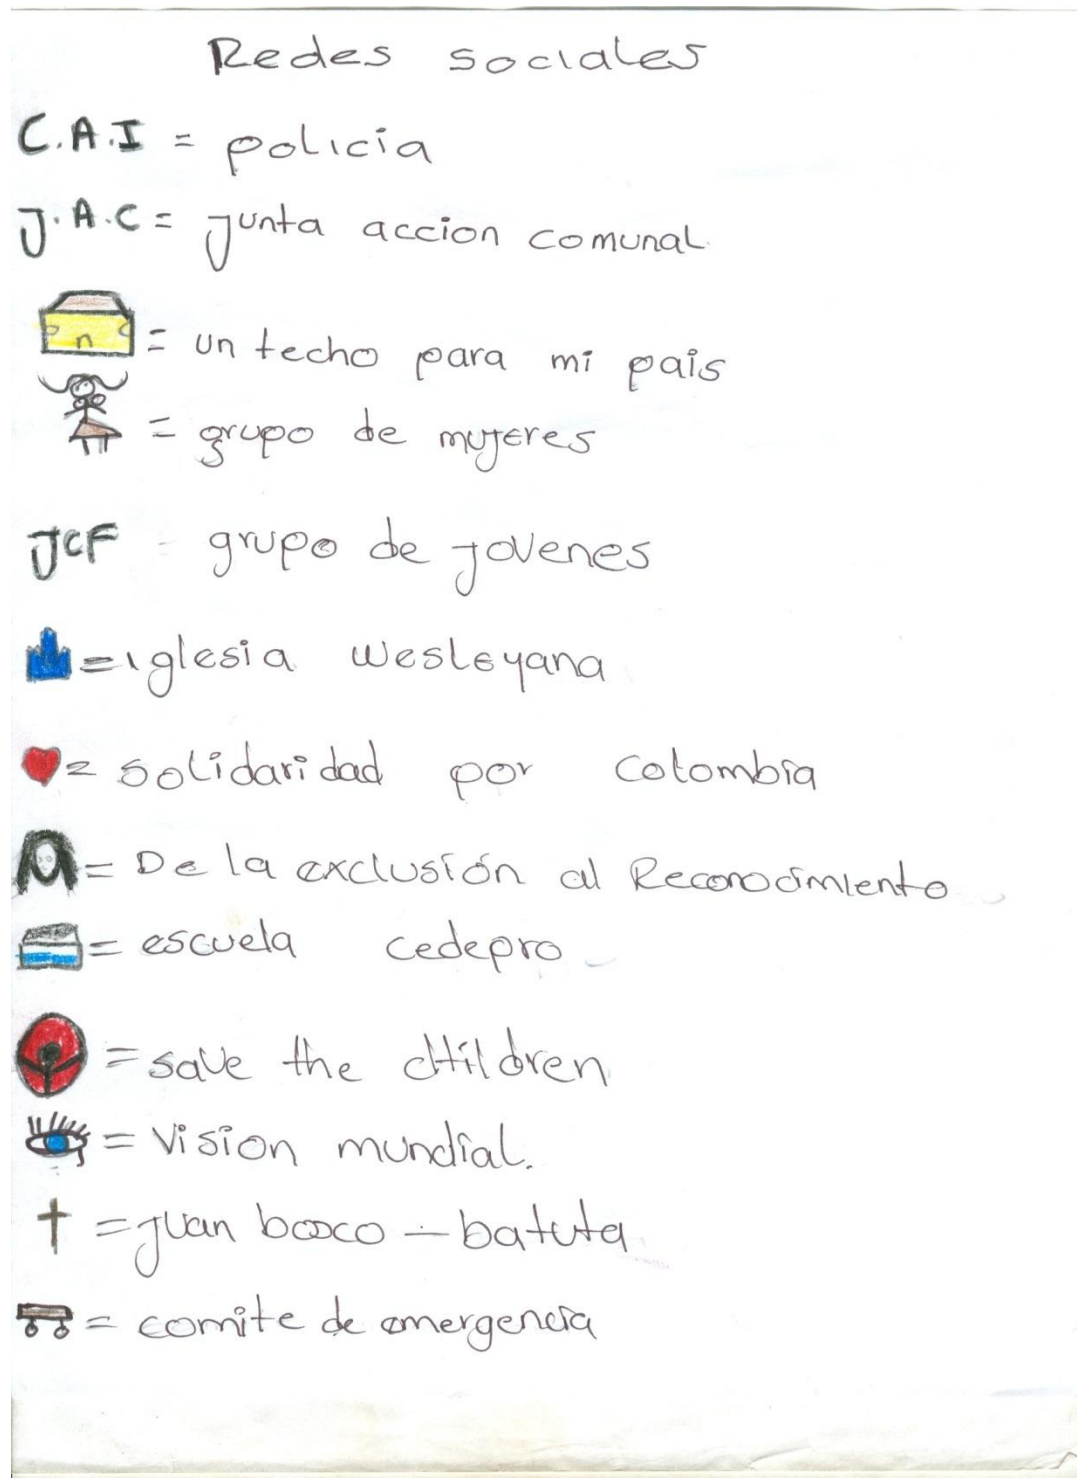 Redes sociales
C.A.I = policía
J.A.C = Junta accion comunal
= un techo para mi pais
= grupo de mujeres
JCF - grupo de jovenes
= iglesia wesleyana
= solidaridad por colombia
= De la exclusión al Reconocimiento
= escuela cedepro
= save the children
= Vision mundial.
= juan bosco - batuta
= comite de emergencia